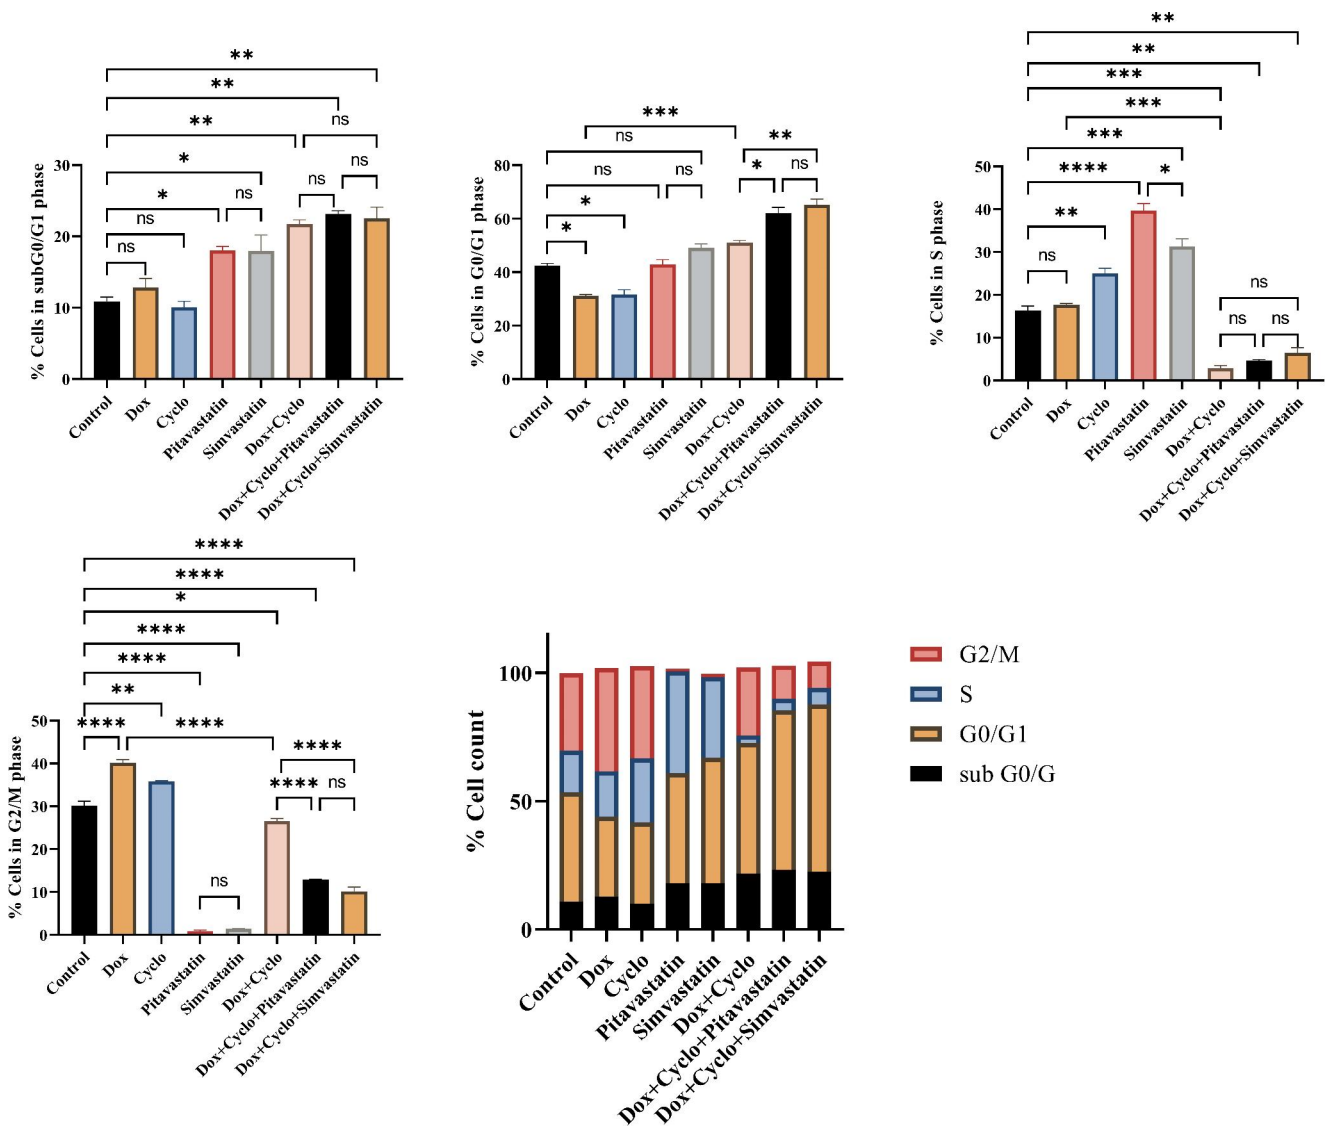 **
**
**
ns
*
ns
*
ns
ns
ns
ns
% Cells in subG0/G1 phase
30
20
10
0
Control
Dox
Cyclo
Pitavastatin
Simvastatin
Dox+Cyclo
Dox+Cyclo+Pitavastatin
Dox+Cyclo+Simvastatin
***
ns
**
ns
ns
*
ns
*
*
% Cells in G0/G1 phase
80
60
40
20
0
Control
Dox
Cyclo
Pitavastatin
Simvastatin
Dox+Cyclo
Dox+Cyclo+Pitavastatin
Dox+Cyclo+Simvastatin
**
**
***
***
***
****
*
**
ns
ns
ns
ns
% Cells in S phase
50
40
30
20
10
0
Control
Dox
Cyclo
Pitavastatin
Simvastatin
Dox+Cyclo
Dox+Cyclo+Pitavastatin
Dox+Cyclo+Simvastatin
****
****
*
****
****
**
****
****
****
****
ns
ns
% Cells in G2/M phase
50
40
30
20
10
0
Control
Dox
Cyclo
Pitavastatin
Simvastatin
Dox+Cyclo
Dox+Cyclo+Pitavastatin
Dox+Cyclo+Simvastatin
% Cell count
100
50
0
Control
Dox
Cyclo
Pitavastatin
Simvastatin
Dox+Cyclo
Dox+Cyclo+Pitavastatin
Dox+Cyclo+Simvastatin
G2/M
S
G0/G1
sub G0/G